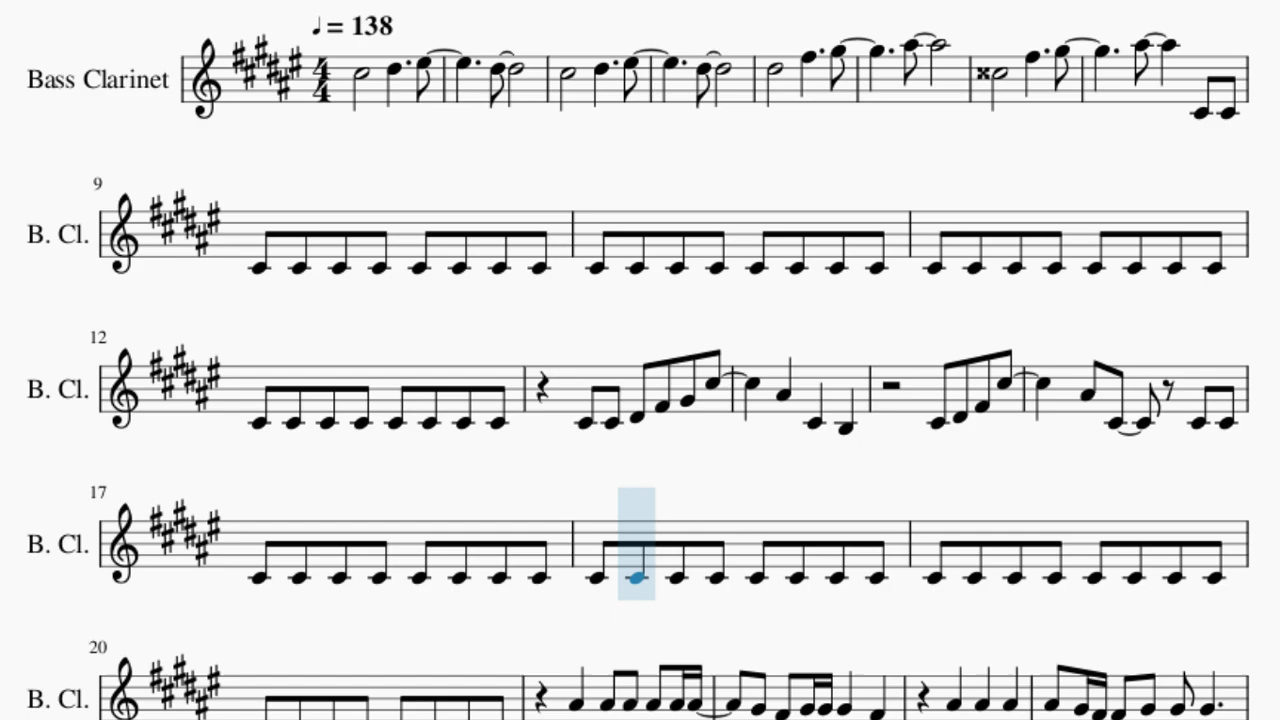 ♩ = 138
Bass Clarinet
4
4
9
B. Cl.
12
B. Cl.
17
B. Cl.
20
B. Cl.